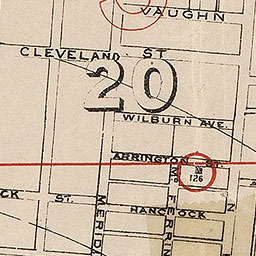 VAUGHN
CLEVELAND ST
20
WILBURN AVE.
ARRINGTON ST.
126
CK ST.
HANCOCK
MERID
N